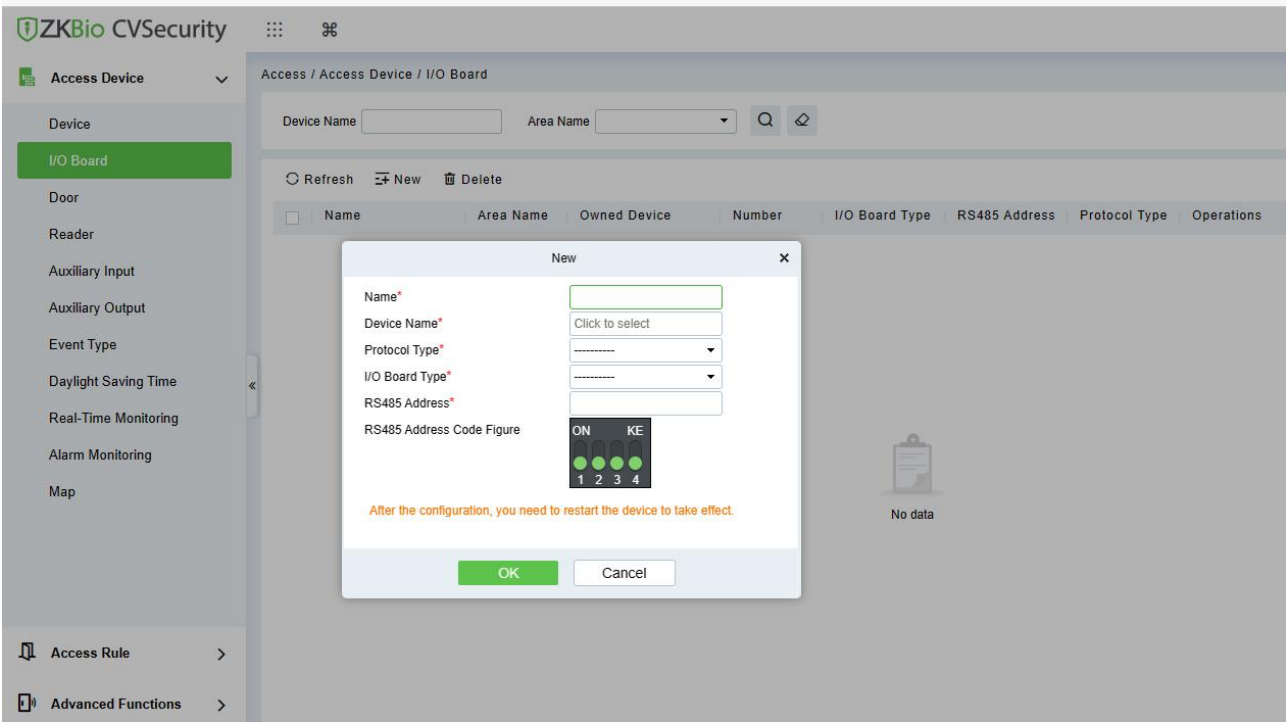 ZKBio CVSecurity
Access Device
Access / Access Device / I/O Board
Device
I/O Board
Door
Reader
Auxiliary Input
Auxiliary Output
Event Type
Daylight Saving Time
Real-Time Monitoring
Alarm Monitoring
Map
Access Rule
Advanced Functions
Device Name
Area Name
Refresh New Delete
Name Area Name Owned Device Number I/O Board Type RS485 Address Protocol Type Operations
New
Name*
Device Name* Click to select
Protocol Type* ----------
I/O Board Type* ----------
RS485 Address*
RS485 Address Code Figure
ON KE
1 2 3 4
After the configuration, you need to restart the device to take effect.
OK Cancel
No data